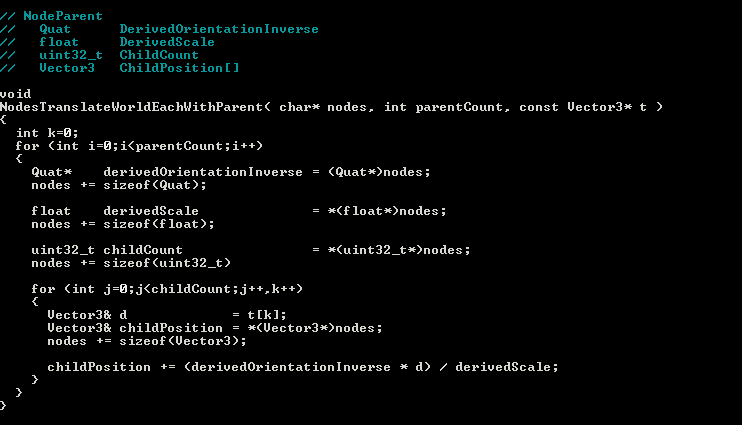 // NodeParent
//   Quat      DerivedOrientationInverse
//   float     DerivedScale
//   uint32_t  ChildCount
//   Vector3   ChildPosition[]

void
NodesTranslateWorldEachWithParent( char* nodes, int parentCount, const Vector3* t )
{
  int k=0;
  for (int i=0;i<parentCount;i++)
  {
    Quat*    derivedOrientationInverse = (Quat*)nodes;
    nodes += sizeof(Quat);

    float    derivedScale              = *(float*)nodes;
    nodes += sizeof(float);

    uint32_t childCount                = *(uint32_t*)nodes;
    nodes += sizeof(uint32_t)

    for (int j=0;j<childCount;j++,k++)
    {
      Vector3& d             = t[k];
      Vector3& childPosition = *(Vector3*)nodes;
      nodes += sizeof(Vector3);

      childPosition += (derivedOrientationInverse * d) / derivedScale;
    }
  }
}